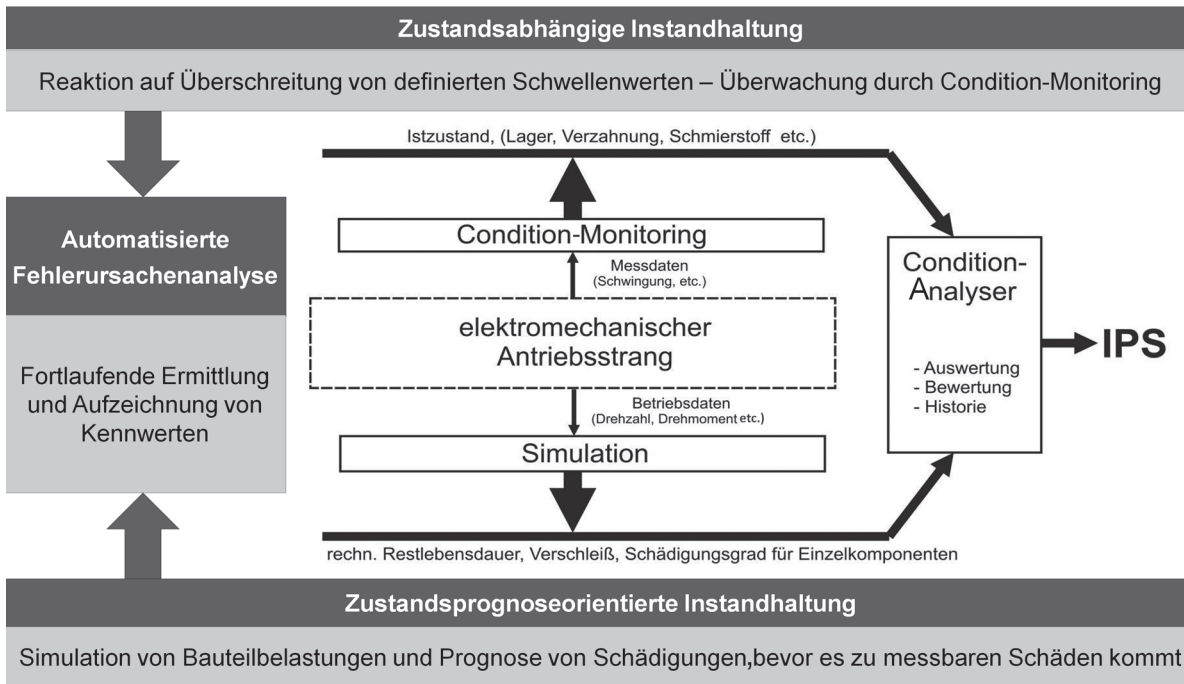 Zustandsabhängige Instandhaltung
Reaktion auf Überschreitung von definierten Schwellenwerten – Überwachung durch Condition-Monitoring
Automatisierte
Fehlerursachenanalyse
Fortlaufende Ermittlung
und Aufzeichnung von
Kennwerten
Istzustand, (Lager, Verzahnung, Schmierstoff etc.)
Condition-Monitoring
Messdaten
(Schwingung, etc.)
elektromechanischer
Antriebsstrang
Betriebsdaten
(Drehzahl, Drehmoment etc.)
Simulation
rechn. Restlebensdauer, Verschleiß, Schädigungsgrad für Einzelkomponenten
Condition-
Analyser
- Auswertung
- Bewertung
- Historie
IPS
Zustandsprognoseorientierte Instandhaltung
Simulation von Bauteilbelastungen und Prognose von Schädigungen,bevor es zu messbaren Schäden kommt